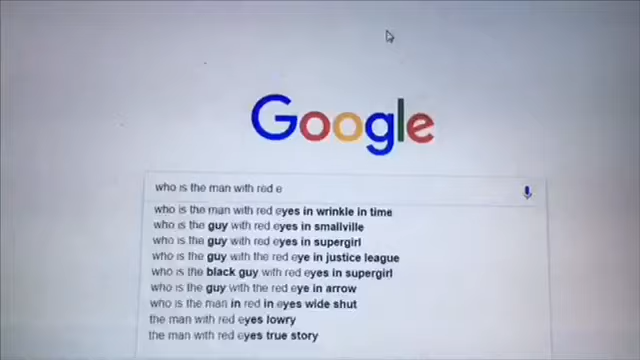 Google
who is the man with red e
who is the man with red eyes in wrinkle in time
who is the guy with red eyes in smallville
who is the guy with red eyes in supergirl
who is the guy with the red eye in justice league
who is the black guy with red eyes in supergirl
who is the guy with the red eye in arrow
who is the man in red in eyes wide shut
the man with red eyes lowry
the man with red eyes true story